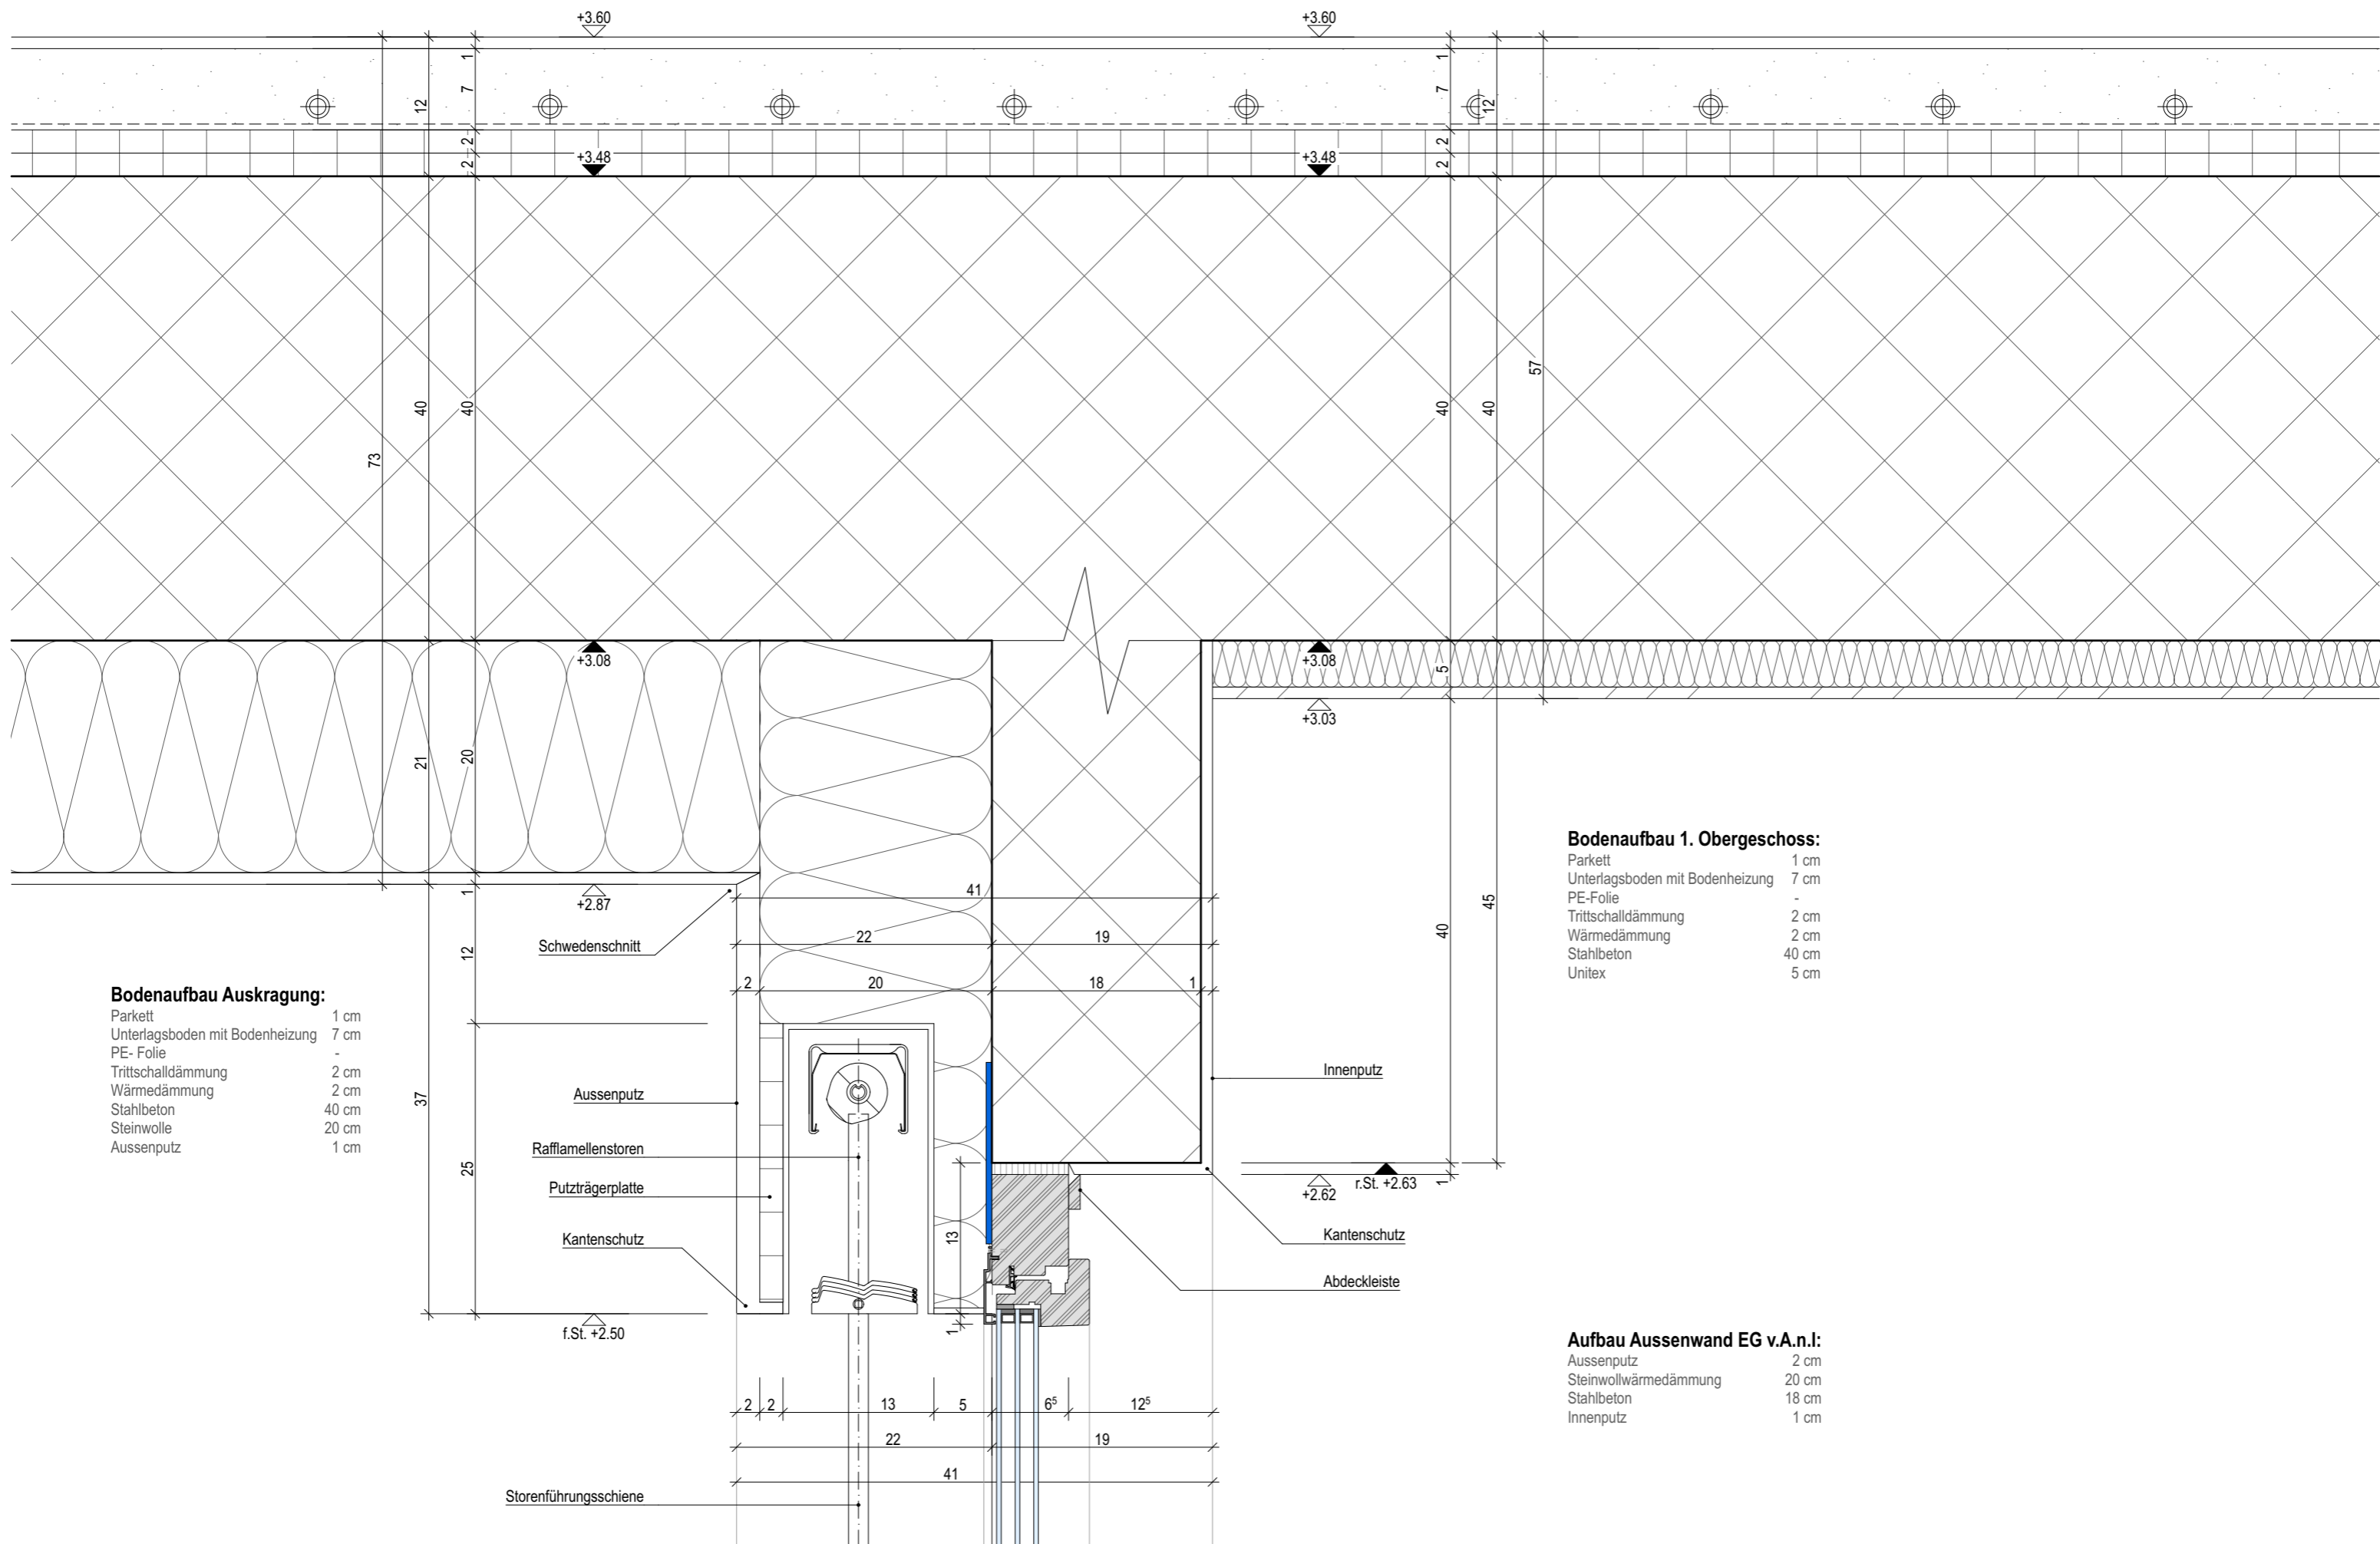 +3.60
+3.60
1
7
12
2
2
1
7
12
2
2
+3.48
+3.48
73
40
40
40
40
57
+3.08
+3.08
5
+3.03
21
20
1
+2.87
41
22
19
2
20
18
1
12
37
25
40
45
Schwedenschnitt
Bodenaufbau Auskragung:
Parkett 1 cm
Unterlagsboden mit Bodenheizung 7 cm
PE- Folie -
Trittschalldämmung 2 cm
Wärmedämmung 2 cm
Stahlbeton 40 cm
Steinwolle 20 cm
Aussenputz 1 cm
Aussenputz
Rafflamellenstoren
Putzträgerplatte
Kantenschutz
f.St. +2.50
13
1
Bodenaufbau 1. Obergeschoss:
Parkett 1 cm
Unterlagsboden mit Bodenheizung 7 cm
PE-Folie -
Trittschalldämmung 2 cm
Wärmedämmung 2 cm
Stahlbeton 40 cm
Unitex 5 cm
Innenputz
+2.62
r.St. +2.63
1
Kantenschutz
Abdeckleiste
Aufbau Aussenwand EG v.A.n.I:
Aussenputz 2 cm
Steinwollwärmedämmung 20 cm
Stahlbeton 18 cm
Innenputz 1 cm
2
2
13
5
6⁵
12⁵
22
19
41
Storenführungsschiene